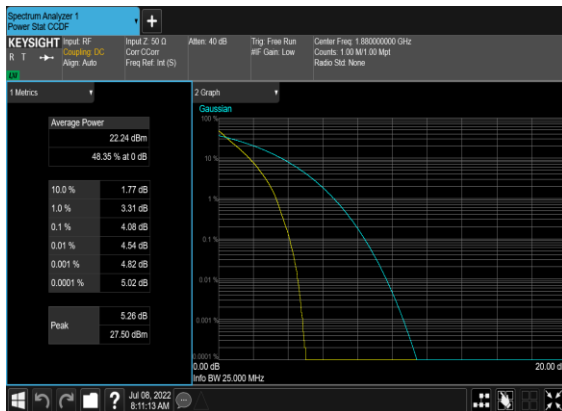 Spectrum Analyzer 1
Power Stat CCDF
+
KEYSIGHT
R T
Input: RF
Coupling: DC
Align: Auto
Input Z: 50 Ω
Corr CCorr
Freq Ref: Int (S)
Atten: 40 dB
Trig: Free Run
#IF Gain: Low
Center Freq: 1.880000000 GHz
Counts: 1.00 M/1.00 Mpt
Radio Std: None
1 Metrics
Average Power
22.24 dBm
48.35 % at 0 dB
10.0 % 1.77 dB
1.0 % 3.31 dB
0.1 % 4.08 dB
0.01 % 4.54 dB
0.001 % 4.82 dB
0.0001 % 5.02 dB
Peak 5.26 dB
27.50 dBm
2 Graph
Gaussian
100 %
10 %
1 %
0.1 %
0.01 %
0.001 %
0.0001 %
0.00 dB
20.00 d
Info BW 25.000 MHz
?
Jul 08, 2022
8:11:13 AM